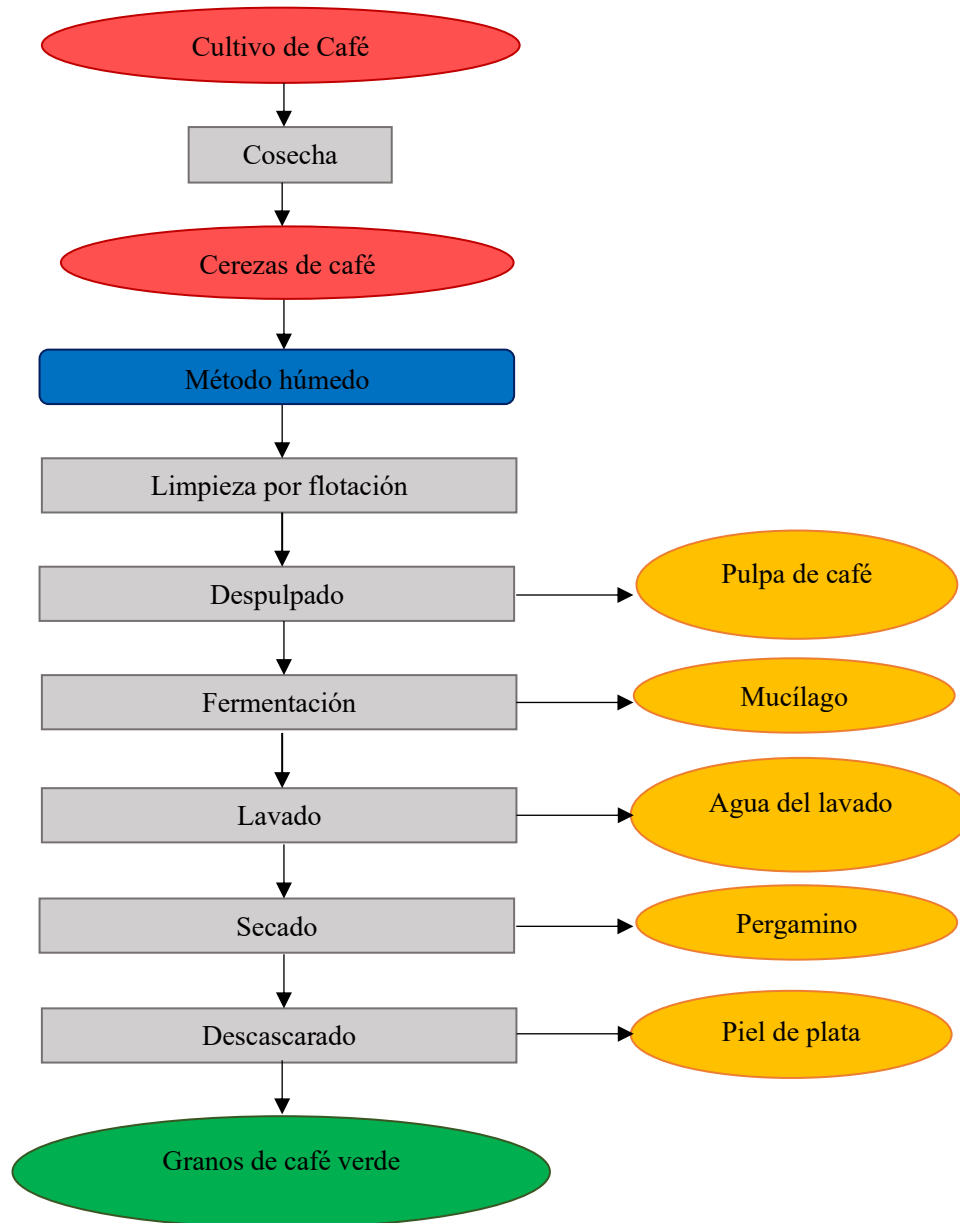 Cultivo de Café
Cosecha
Cerezas de café
Método húmedo
Limpieza por flotación
Despulpado
Pulpa de café
Fermentación
Mucílago
Lavado
Agua del lavado
Secado
Pergamino
Descascarado
Piel de plata
Granos de café verde